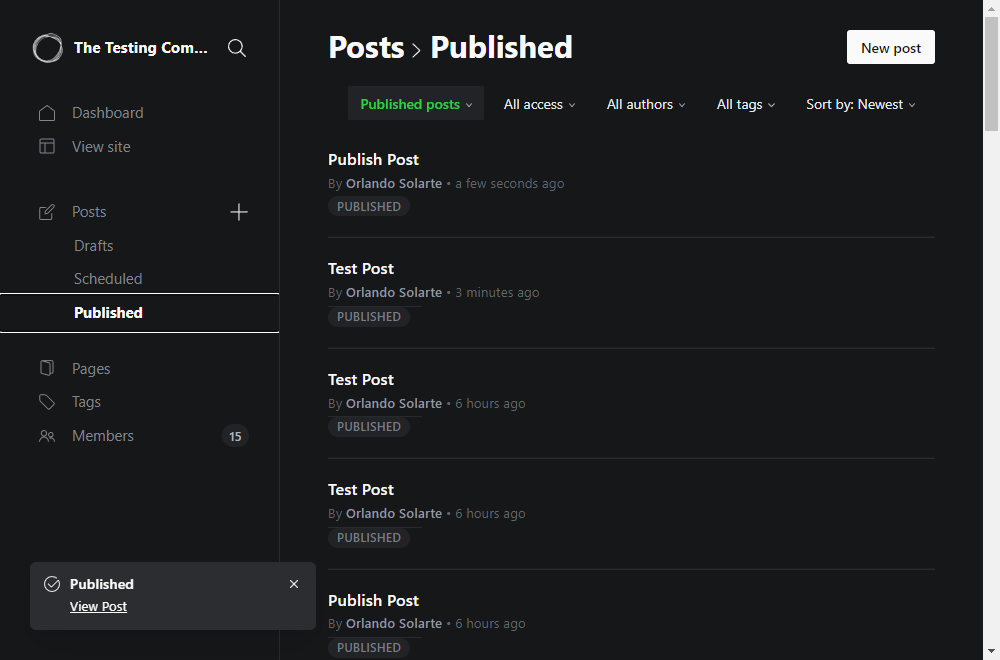 The Testing Com...
Dashboard
View site
Posts
Drafts
Scheduled
Published
Pages
Tags
Members 15
Published
View Post
Posts > Published
New post
Published posts All access All authors All tags Sort by: Newest
Publish Post
By Orlando Solarte • a few seconds ago
PUBLISHED
Test Post
By Orlando Solarte • 3 minutes ago
PUBLISHED
Test Post
By Orlando Solarte • 6 hours ago
PUBLISHED
Test Post
By Orlando Solarte • 6 hours ago
PUBLISHED
Publish Post
By Orlando Solarte • 6 hours ago
PUBLISHED